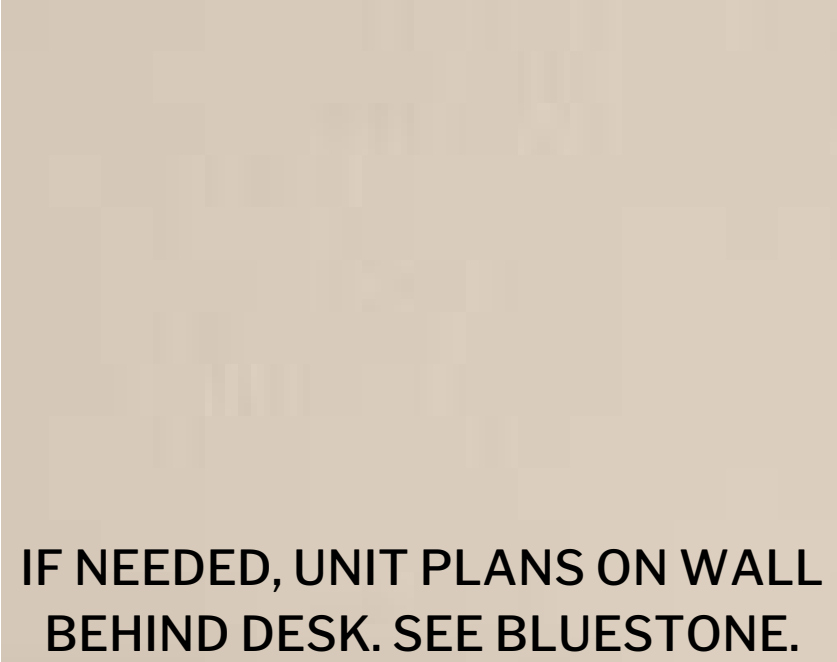 IF NEEDED, UNIT PLANS ON WALL
BEHIND DESK. SEE BLUESTONE.